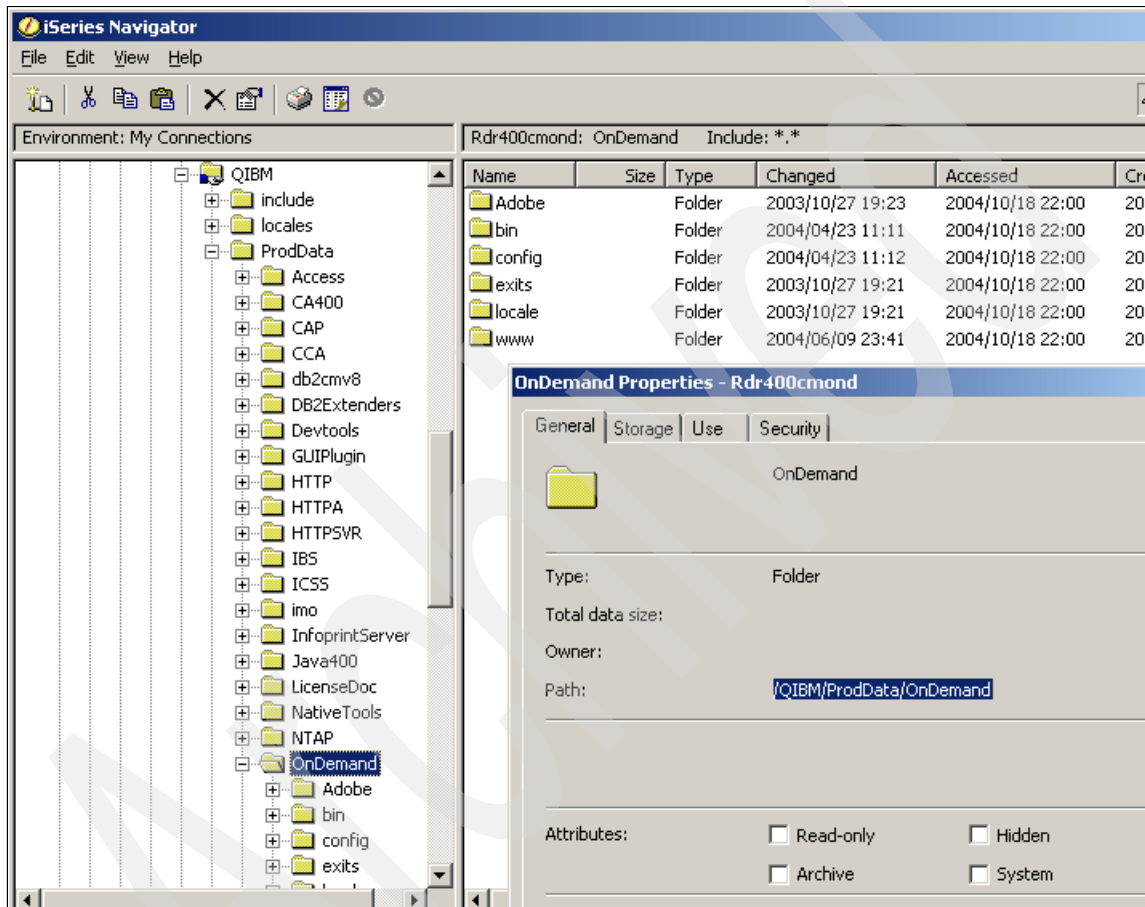 iSeries Navigator
File Edit View Help
Environment: My Connections
Rdr400cmond: OnDemand Include: *.*
QIBM
include
locales
ProdData
Access
CA400
CAP
CCA
db2cmv8
DB2Extenders
Devtools
GUIPlugin
HTTP
HTTPA
HTTPSVR
IBS
ICSS
imo
InfoprintServer
Java400
LicenseDoc
NativeTools
NTAP
OnDemand
Adobe
bin
config
exits
Name Size Type Changed Accessed
Adobe Folder 2003/10/27 19:23 2004/10/18 22:00 20
bin Folder 2004/04/23 11:11 2004/10/18 22:00 20
config Folder 2004/04/23 11:12 2004/10/18 22:00 20
exits Folder 2003/10/27 19:21 2004/10/18 22:00 20
locale Folder 2003/10/27 19:21 2004/10/18 22:00 20
www Folder 2004/06/09 23:41 2004/10/18 22:00 20
OnDemand Properties - Rdr400cmond
General Storage Use Security
OnDemand
Type: Folder
Total data size:
Owner:
Path: /QIBM/ProdData/OnDemand
Attributes: Read-only Hidden
Archive System